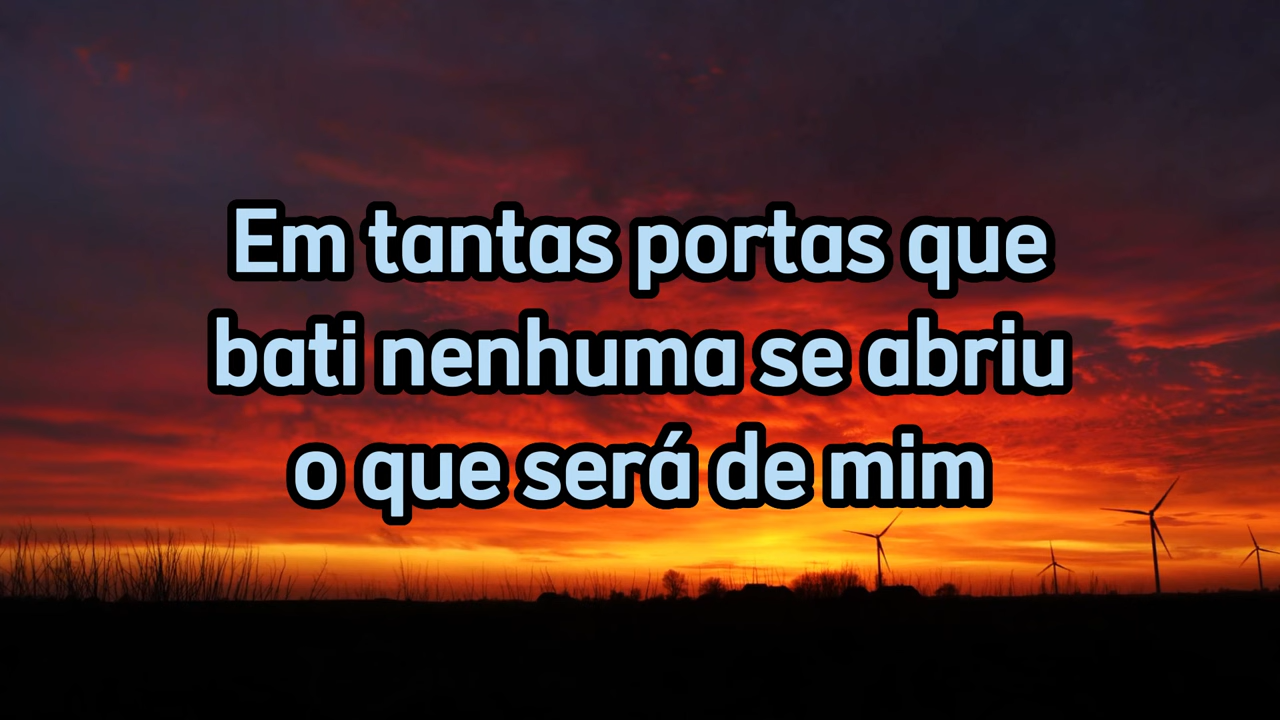 Em tantas portas que
bati nenhuma se abriu
o que será de mim